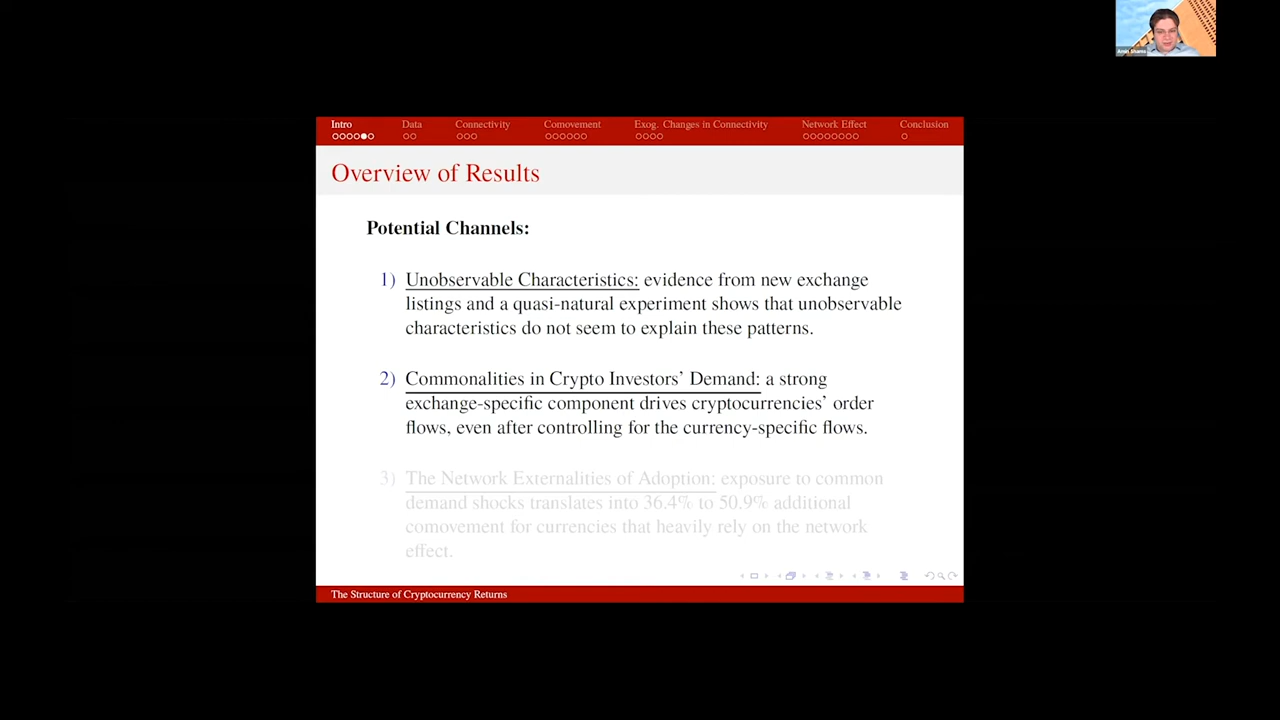 Amin Shams
Intro Data Connectivity Comovement Exog. Changes in Connectivity Network Effect Conclusion
Overview of Results
Potential Channels:
1) Unobservable Characteristics: evidence from new exchange
listings and a quasi-natural experiment shows that unobservable
characteristics do not seem to explain these patterns.
2) Commonalities in Crypto Investors' Demand: a strong
exchange-specific component drives cryptocurrencies' order
flows, even after controlling for the currency-specific flows.
3) The Network Externalities of Adoption: exposure to common
demand shocks translates into 36.4% to 50.9% additional
comovement for currencies that heavily rely on the network
effect.
The Structure of Cryptocurrency Returns